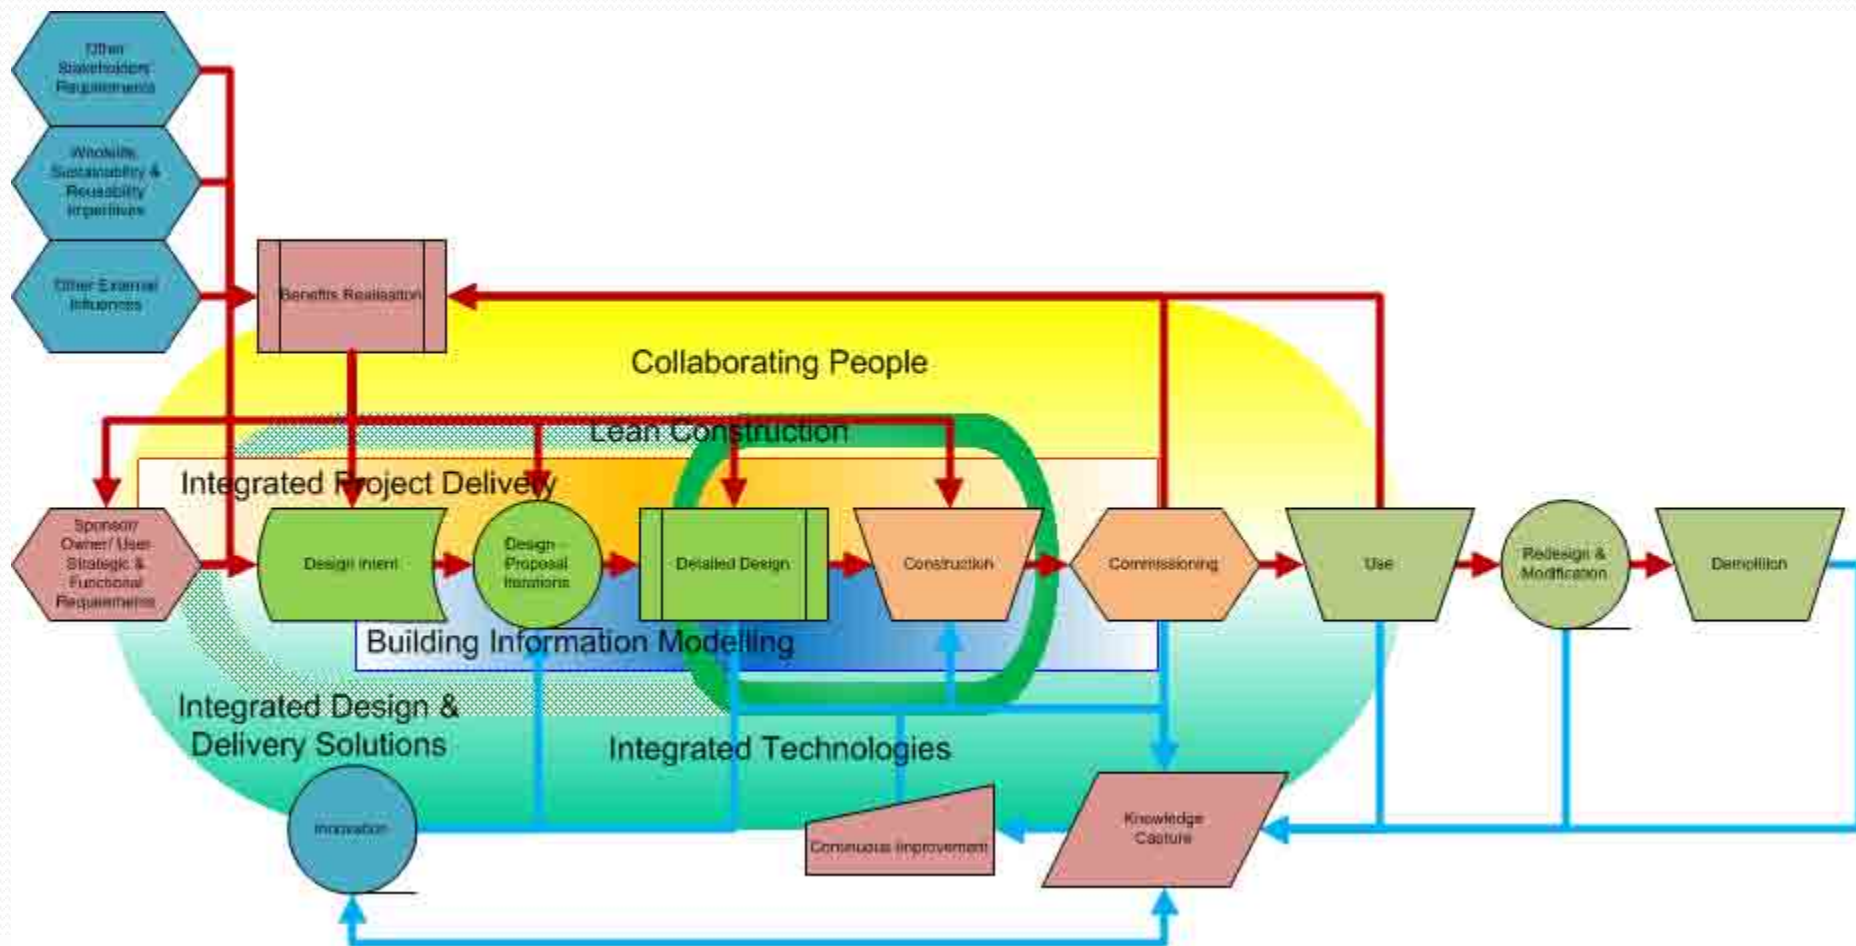 Other
Stakeholders'
Requirements
Wholelife,
Sustainability &
Reusability
Imperitives
Other External
Influences
Benefits Realisation
Collaborating People
Lean Construction
Integrated Project Delivery
Sponsor/
Owner/ User
Strategic &
Functional
Requirements
Design Intent
Design -
Proposal
Iterations
Detailed Design
Construction
Commissioning
Use
Redesign &
Modification
Demolition
Building Information Modelling
Integrated Design &
Delivery Solutions
Integrated Technologies
Innovation
Continuous Improvement
Knowledge
Capture